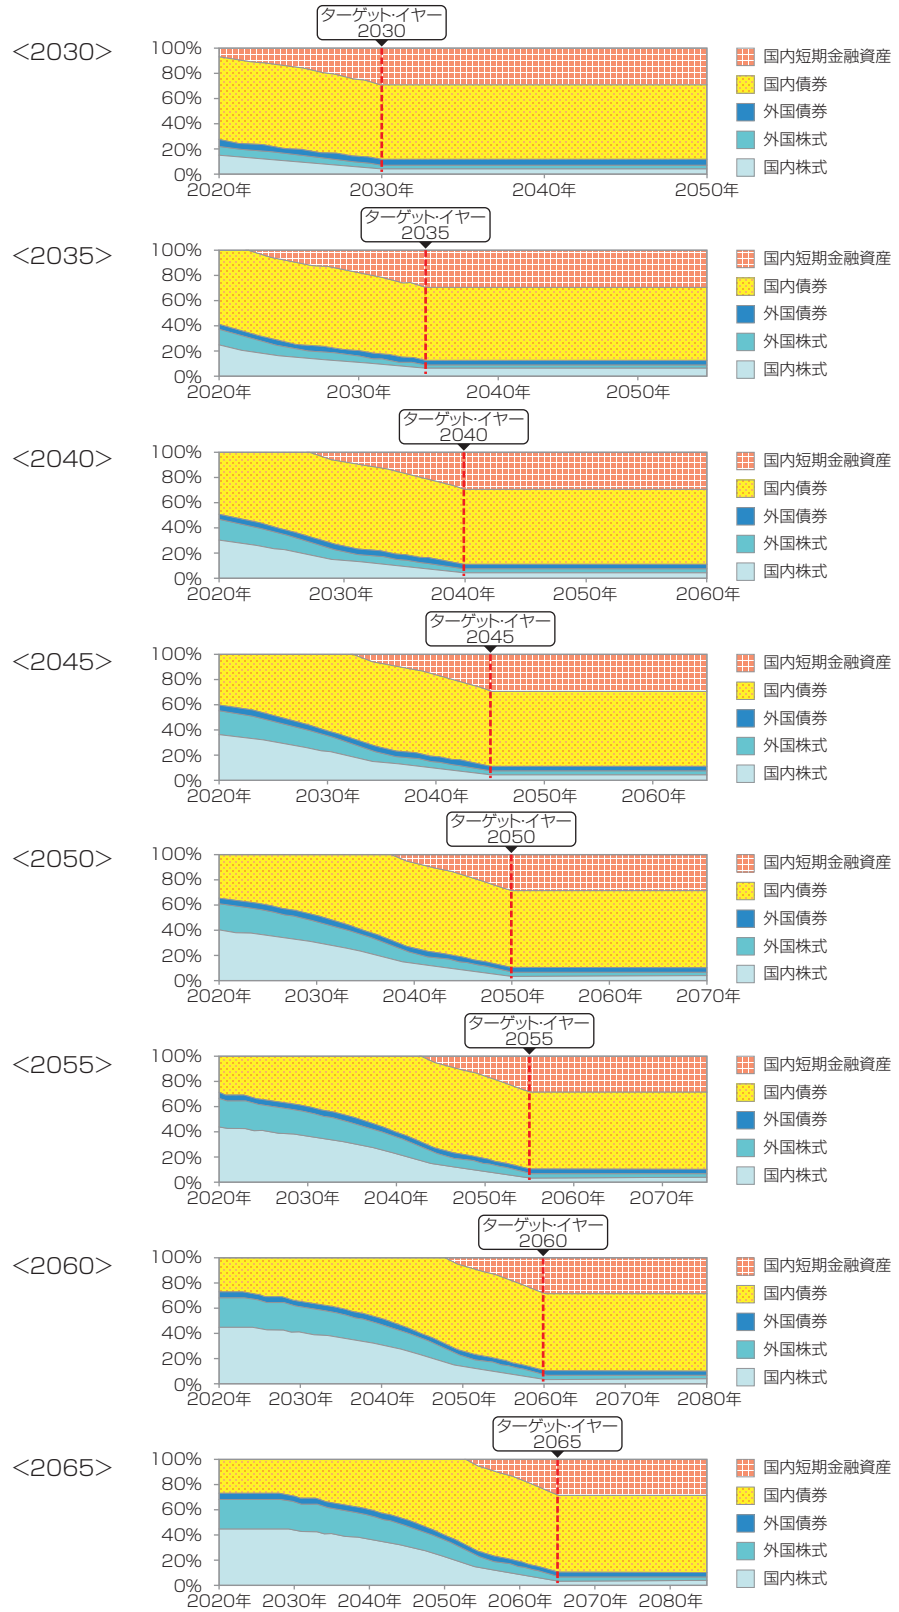 ターゲット・イヤー
2030
<2030>
100%
80%
60%
40%
20%
0%
2020年 2030年 2040年 2050年
国内短期金融資産
国内債券
外国債券
外国株式
国内株式
ターゲット・イヤー
2035
<2035>
100%
80%
60%
40%
20%
0%
2020年 2030年 2040年 2050年
国内短期金融資産
国内債券
外国債券
外国株式
国内株式
ターゲット・イヤー
2040
<2040>
100%
80%
60%
40%
20%
0%
2020年 2030年 2040年 2050年 2060年
国内短期金融資産
国内債券
外国債券
外国株式
国内株式
ターゲット・イヤー
2045
<2045>
100%
80%
60%
40%
20%
0%
2020年 2030年 2040年 2050年 2060年
国内短期金融資産
国内債券
外国債券
外国株式
国内株式
ターゲット・イヤー
2050
<2050>
100%
80%
60%
40%
20%
0%
2020年 2030年 2040年 2050年 2060年 2070年
国内短期金融資産
国内債券
外国債券
外国株式
国内株式
ターゲット・イヤー
2055
<2055>
100%
80%
60%
40%
20%
0%
2020年 2030年 2040年 2050年 2060年 2070年
国内短期金融資産
国内債券
外国債券
外国株式
国内株式
ターゲット・イヤー
2060
<2060>
100%
80%
60%
40%
20%
0%
2020年 2030年 2040年 2050年 2060年 2070年 2080年
国内短期金融資産
国内債券
外国債券
外国株式
国内株式
ターゲット・イヤー
2065
<2065>
100%
80%
60%
40%
20%
0%
2020年 2030年 2040年 2050年 2060年 2070年 2080年
国内短期金融資産
国内債券
外国債券
外国株式
国内株式